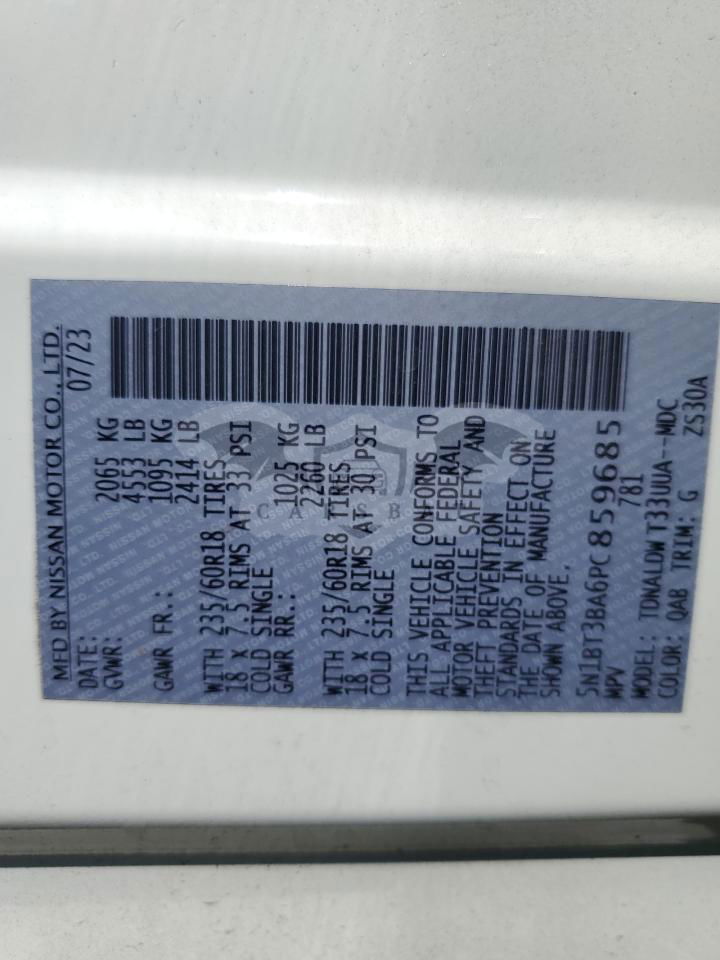 MFD BY NISSAN MOTOR CO., LTD.
DATE: 07/23
GVWR: 2065 KG
4553 LB
GAWR FR.: 1095 KG
2414 LB
WITH 235/60R18 TIRES
18 X 7.5 RIMS AT 33 PSI
COLD SINGLE
GAWR RR.: 1025 KG
2260 LB
WITH 235/60R18 TIRES
18 X 7.5 RIMS AT 30 PSI
COLD SINGLE
THIS VEHICLE CONFORMS TO
ALL APPLICABLE FEDERAL
MOTOR VEHICLE SAFETY AND
THEFT PREVENTION
STANDARDS IN EFFECT ON
THE DATE OF MANUFACTURE
SHOWN ABOVE.
5N1BT3BA6PC859685
MPV 781
MODEL: TDNALDWT33UUA--MDC
COLOR: QAB TRIM: G ZS30A